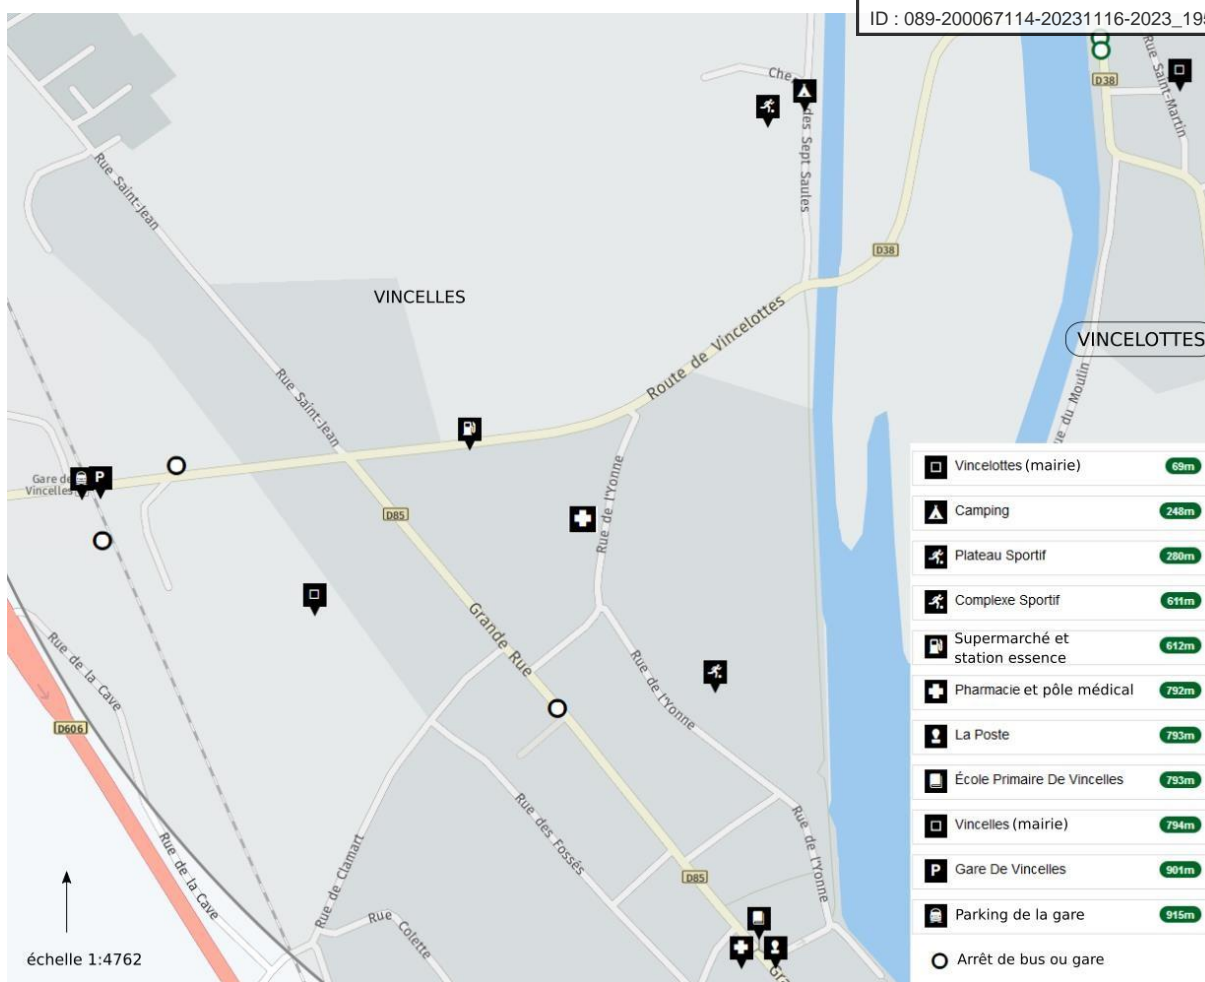 ID : 089-200067114-20231116-2023_195
Rue Saint-Martin
D38
Che
des Sept Saules
Rue Saint-Jean
D38
VINCELLES
Route de Vincelottes
VINCELOTTES
Rue Saint-Jean
du Moulin
P
Gare de
Vincelles
Rue de l'Yonne
D85
Grande Rue
Rue de la Cave
Rue de l'Yonne
D606
Rue des Fossés
Rue de l'Yonne
Rue de Clamart
Rue de la Cave
D85
Rue Colette
Gra
échelle 1:4762
Vincelottes (mairie) 69m
Camping 248m
Plateau Sportif 280m
Complexe Sportif 611m
Supermarché et
station essence 612m
Pharmacie et pôle médical 792m
La Poste 793m
École Primaire De Vincelles 793m
Vincelles (mairie) 794m
P Gare De Vincelles 901m
Parking de la gare 915m
Arrêt de bus ou gare